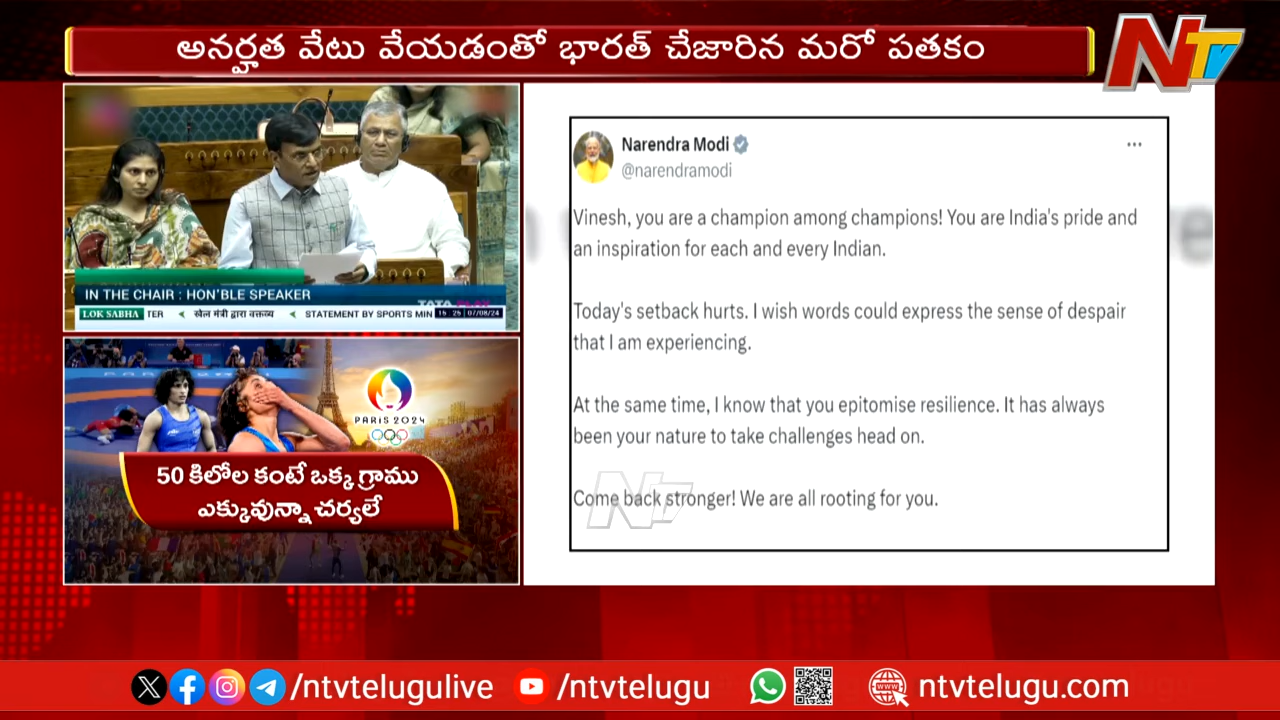 అనర్హత వేటు వేయడంతో భారత్ చేజారిన మరో పతకం
NTV
IN THE CHAIR : HON'BLE SPEAKER
LOK SABHA TER ◄ खेल मंत्री द्वारा वक्तव्य ◄ STATEMENT BY SPORTS MIN 15 25 07/08/24
PARIS 2024
50 కిలోల కంటే ఒక్క గ్రాము
ఎక్కువున్నా చర్యలే
Narendra Modi
@narendramodi
Vinesh, you are a champion among champions! You are India's pride and
an inspiration for each and every Indian.
Today's setback hurts. I wish words could express the sense of despair
that I am experiencing.
At the same time, I know that you epitomise resilience. It has always
been your nature to take challenges head on.
Come back stronger! We are all rooting for you.
NTV
/ntvtelugulive
/ntvtelugu
www
ntvtelugu.com